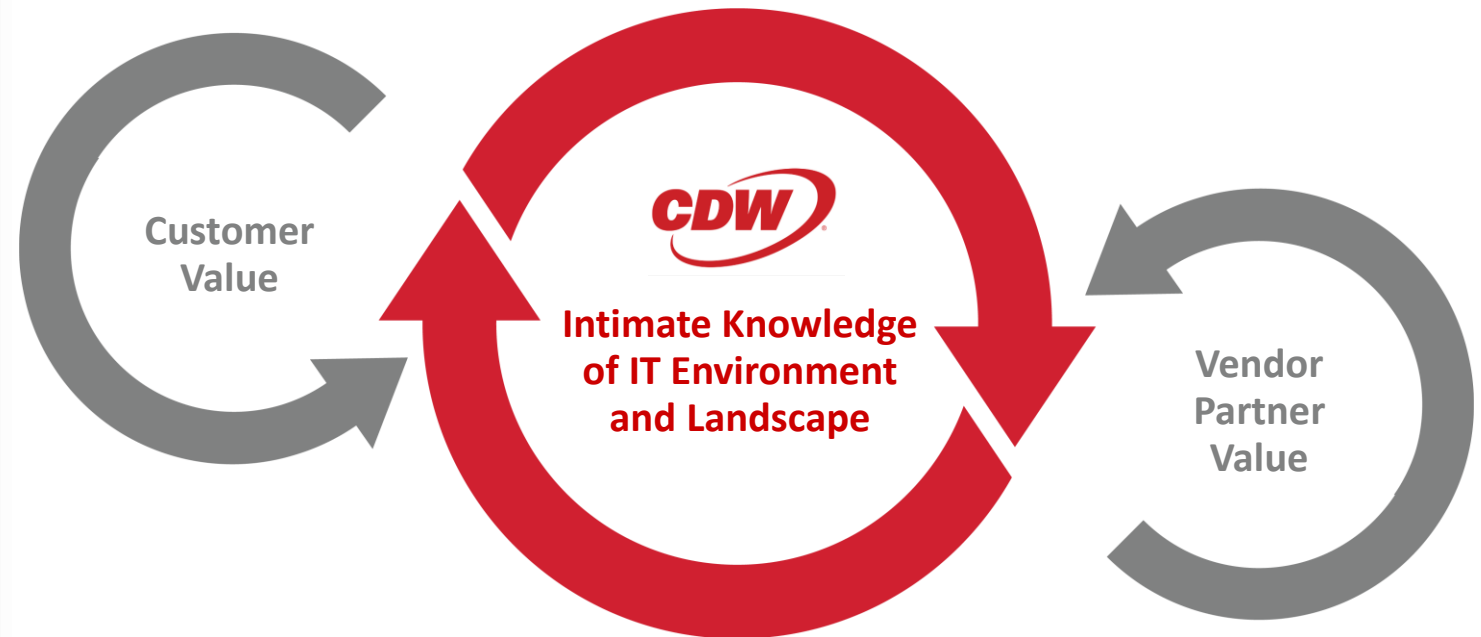 Customer
Value
CDW
Intimate Knowledge
of IT Environment
and Landscape
Vendor
Partner
Value